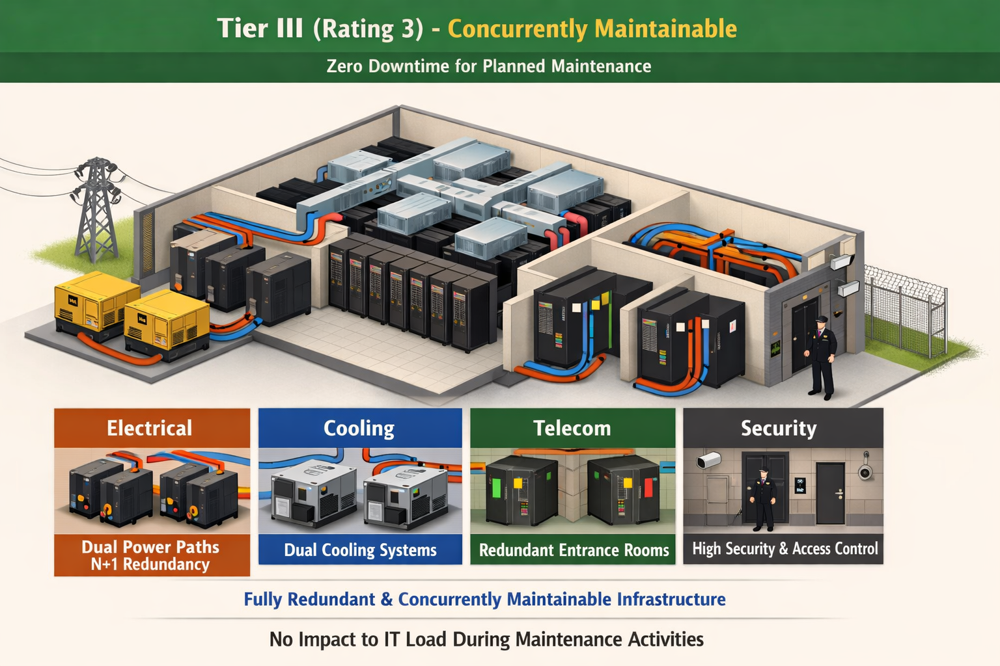 Tier III (Rating 3) - Concurrently Maintainable
Zero Downtime for Planned Maintenance
Electrical
Cooling
Telecom
Security
Dual Power Paths
N+1 Redundancy
Dual Cooling Systems
Redundant Entrance Rooms
High Security & Access Control
Fully Redundant & Concurrently Maintainable Infrastructure
No Impact to IT Load During Maintenance Activities